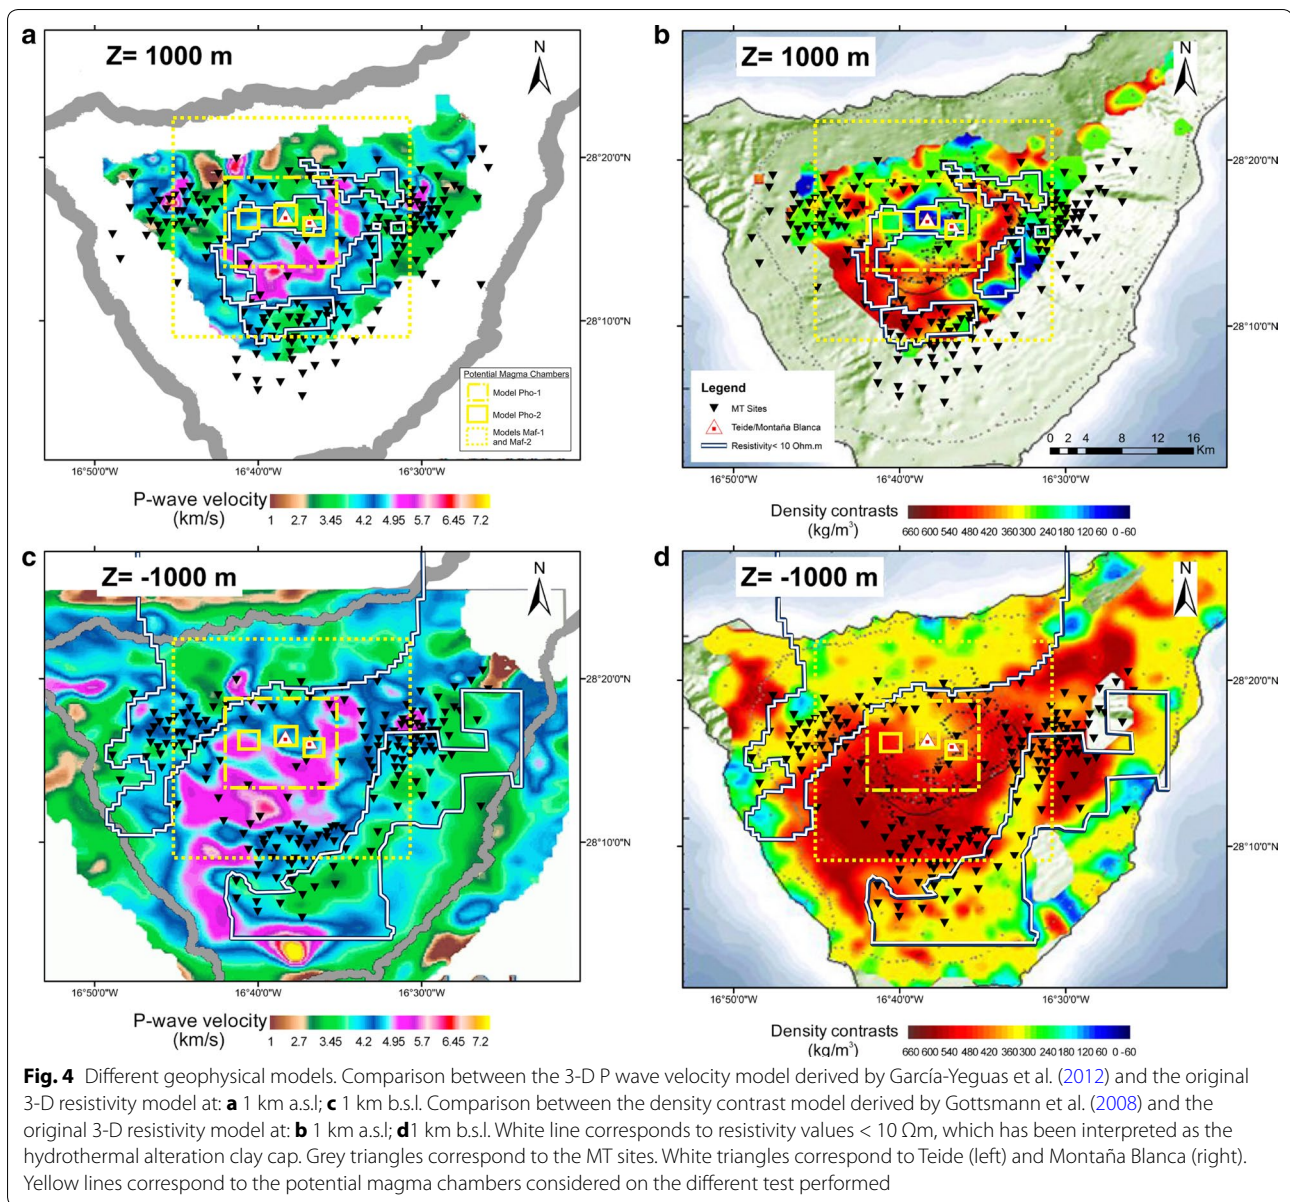 a
Z= 1000 m
N
28°20'0"N
28°10'0"N
Potential Magma Chambers
Model Pho-1
Model Pho-2
Models Maf-1
and Maf-2
16°50'0"W 16°40'0"W 16°30'0"W
P-wave velocity
(km/s)
1 2.7 3.45 4.2 4.95 5.7 6.45 7.2
b
Z= 1000 m
N
28°20'0"N
28°10'0"N
Legend
MT Sites
Teide/Montaña Blanca
Resistivity< 10 Ohm.m
0 2 4 8 12 16
Km
16°50'0"W 16°40'0"W 16°30'0"W
Density contrasts
(kg/m³)
660 600 540 480 420 360 300 240 180 120 60 0 -60
c
Z= -1000 m
N
28°20'0"N
28°10'0"N
16°50'0"W 16°40'0"W 16°30'0"W
P-wave velocity
(km/s)
1 2.7 3.45 4.2 4.95 5.7 6.45 7.2
d
Z= -1000 m
N
28°20'0"N
28°10'0"N
16°50'0"W 16°40'0"W 16°30'0"W
Density contrasts
(kg/m³)
660 600 540 480 420 360 300 240 180 120 60 0 -60
Fig. 4 Different geophysical models. Comparison between the 3-D P wave velocity model derived by García-Yeguas et al. (2012) and the original
3-D resistivity model at: a 1 km a.s.l; c 1 km b.s.l. Comparison between the density contrast model derived by Gottsmann et al. (2008) and the
original 3-D resistivity model at: b 1 km a.s.l; d1 km b.s.l. White line corresponds to resistivity values < 10 Ωm, which has been interpreted as the
hydrothermal alteration clay cap. Grey triangles correspond to the MT sites. White triangles correspond to Teide (left) and Montaña Blanca (right).
Yellow lines correspond to the potential magma chambers considered on the different test performed